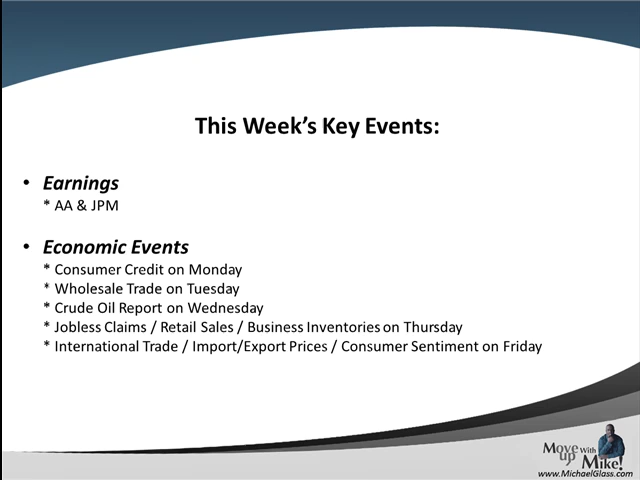 This Week's Key Events:
• Earnings
* AA & JPM
• Economic Events
* Consumer Credit on Monday
* Wholesale Trade on Tuesday
* Crude Oil Report on Wednesday
* Jobless Claims / Retail Sales / Business Inventories on Thursday
* International Trade / Import/Export Prices / Consumer Sentiment on Friday
Move up With Mike!
www.MichaelGlass.com